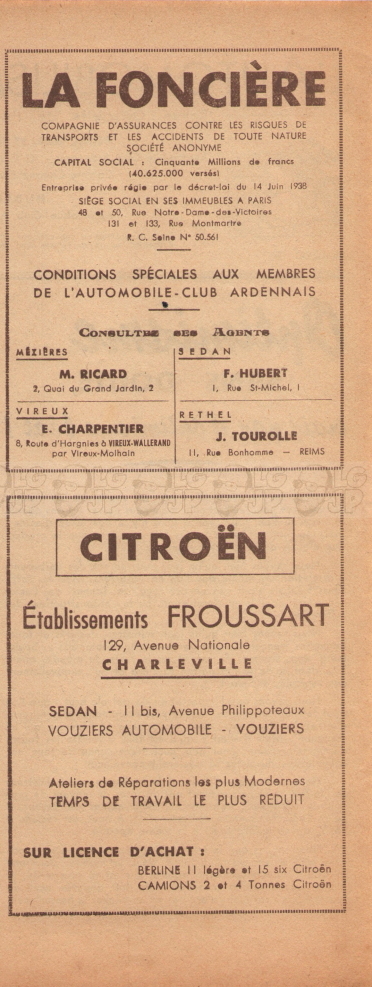 LA FONCIÈRE
COMPAGNIE D'ASSURANCES CONTRE LES RISQUES DE
TRANSPORTS ET LES ACCIDENTS DE TOUTE NATURE
SOCIÉTÉ ANONYME
CAPITAL SOCIAL : Cinquante Millions de francs
(40.625.000 versés)
Entreprise privée régie par le décret-loi du 14 Juin 1938
SIÈGE SOCIAL EN SES IMMEUBLES A PARIS
48 et 50, Rue Notre-Dame-des-Victoires
131 et 133, Rue Montmartre
R. C. Seine N° 50.561
CONDITIONS SPÉCIALES AUX MEMBRES
DE L'AUTOMOBILE-CLUB ARDENNAIS
CONSULTER SES AGENTS
MÉZIÈRES
M. RICARD
2, Quai du Grand Jardin, 2
SEDAN
F. HUBERT
1, Rue St-Michel, 1
VIREUX
E. CHARPENTIER
8, Route d'Hargnies à VIREUX-WALLERAND
par Vireux-Molhain
RETHEL
J. TOUROLLE
11, Rue Bonhomme — REIMS
CITROËN
Établissements FROUSSART
129, Avenue Nationale
CHARLEVILLE
SEDAN - 11 bis, Avenue Philippoteaux
VOUZIERS AUTOMOBILE - VOUZIERS
Ateliers de Réparations les plus Modernes
TEMPS DE TRAVAIL LE PLUS RÉDUIT
SUR LICENCE D'ACHAT :
BERLINE 11 légère et 15 six Citroën
CAMIONS 2 et 4 Tonnes Citroën